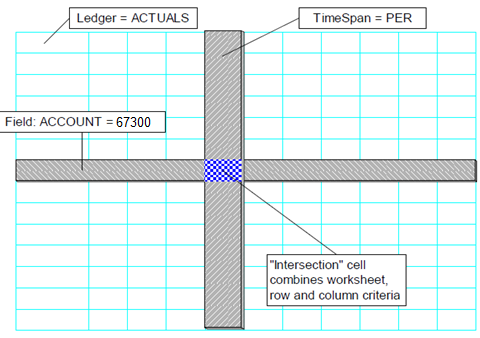 Ledger = ACTUALS
TimeSpan = PER
Field: ACCOUNT = 67300
"Intersection" cell
combines worksheet,
row and column criteria